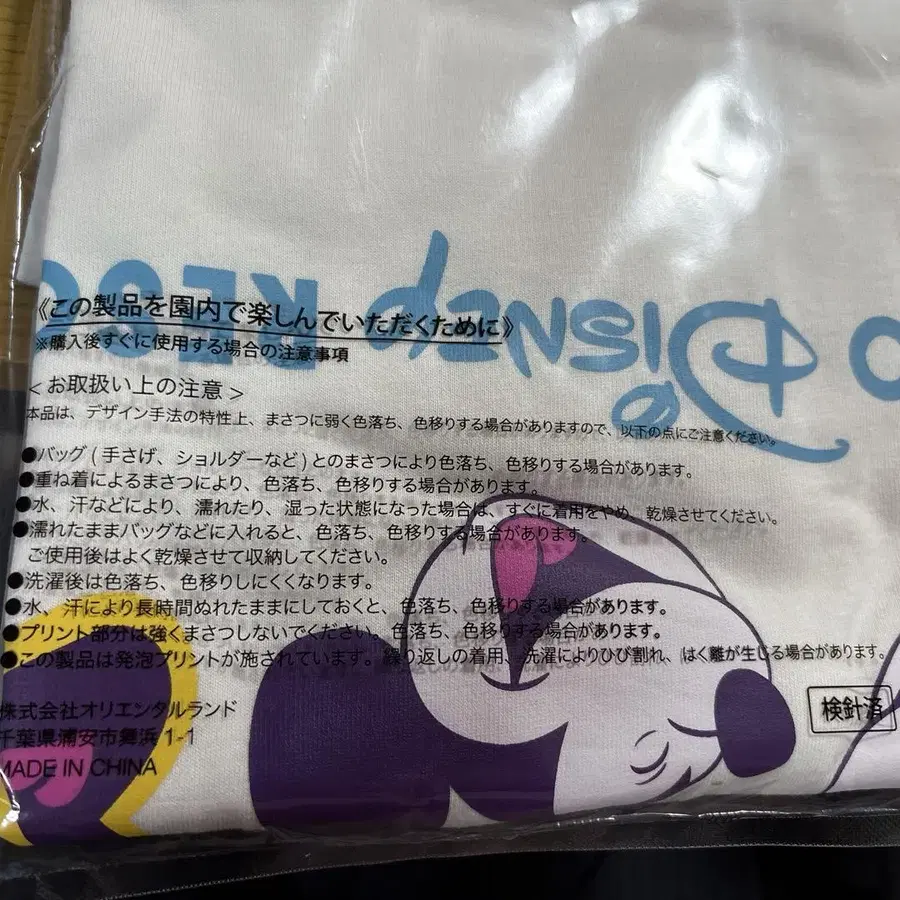 《この製品を園内で楽しんでいただくために》
※購入後すぐに使用する場合の注意事項
<お取扱い上の注意>
本品は、デザイン手法の特性上、まさつに弱く色落ち、色移りする場合がありますので、以下の点にご注意ください。
●バッグ(手さげ、ショルダーなど)とのまさつにより色落ち、色移りする場合があります。
●重ね着によるまさつにより、色落ち、色移りする場合があります。
●水、汗などにより、濡れたり、湿った状態になった場合は、すぐに着用をやめ、乾燥させてください。
●濡れたままバッグなどに入れると、色落ち、色移りする場合があります。
ご使用後はよく乾燥させて収納してください。
●洗濯後は色落ち、色移りしにくくなります。
●水、汗により長時間ぬれたままにしておくと、色落ち、色移りする場合があります。
●プリント部分は強くまさつしないでください。色落ち、色移りする場合があります。
●この製品は発泡プリントが施されています。繰り返しの着用、洗濯によりひび割れ、はく離が生じる場合があります。
株式会社オリエンタルランド
千葉県浦安市舞浜1-1
MADE IN CHINA
検針済
O DISNEY RESO